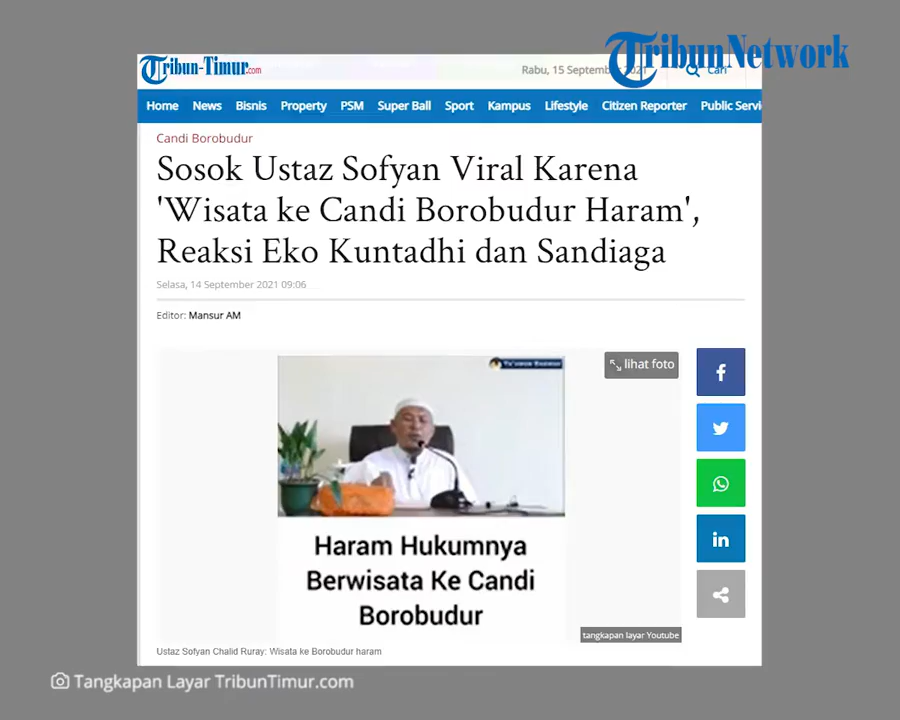 TribunNetwork
Tribun-Timur.com
Rabu, 15 September 2021
Cari
Home News Bisnis Property PSM Super Ball Sport Kampus Lifestyle Citizen Reporter Public Servi
Candi Borobudur
Sosok Ustaz Sofyan Viral Karena
'Wisata ke Candi Borobudur Haram',
Reaksi Eko Kuntadhi dan Sandiaga
Selasa, 14 September 2021 09:06
Editor: Mansur AM
lihat foto
Haram Hukumnya
Berwisata Ke Candi
Borobudur
tangkapan layar Youtube
Ustaz Sofyan Chalid Ruray: Wisata ke Borobudur haram
Tangkapan Layar TribunTimur.com